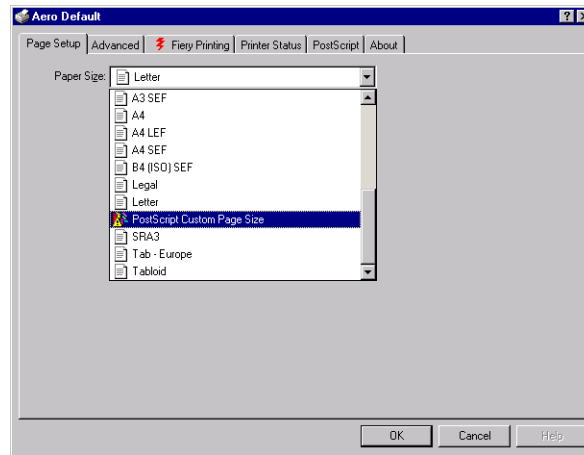 Aero Default
Page Setup Advanced Fiery Printing Printer Status PostScript About
Paper Size: Letter
A3 SEF
A4
A4 LEF
A4 SEF
B4 (ISO) SEF
Legal
Letter
PostScript Custom Page Size
SRA3
Tab - Europe
Tabloid
OK Cancel Help